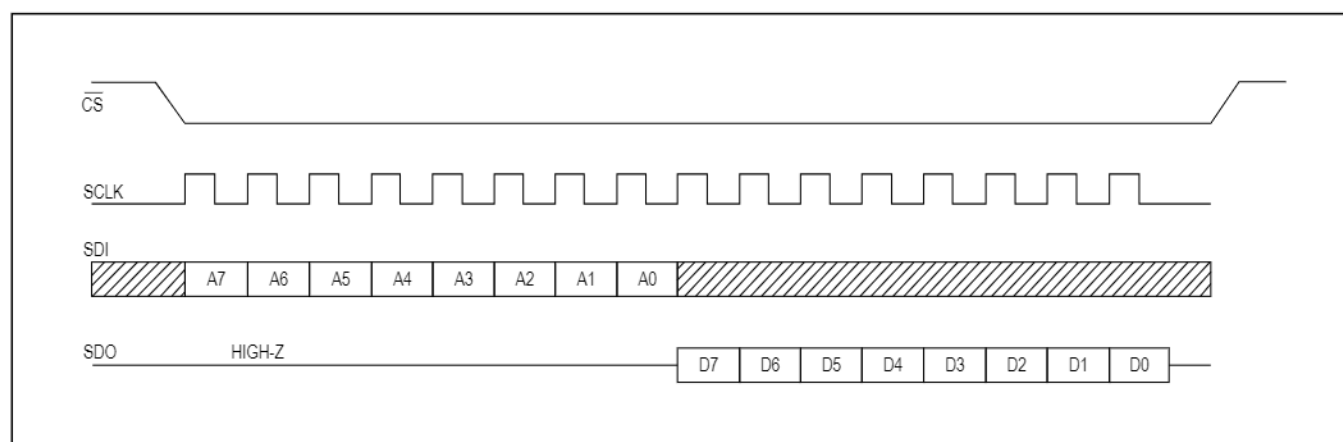 C̅S̅
SCLK
SDI
A7 A6 A5 A4 A3 A2 A1 A0
SDO HIGH-Z
D7 D6 D5 D4 D3 D2 D1 D0